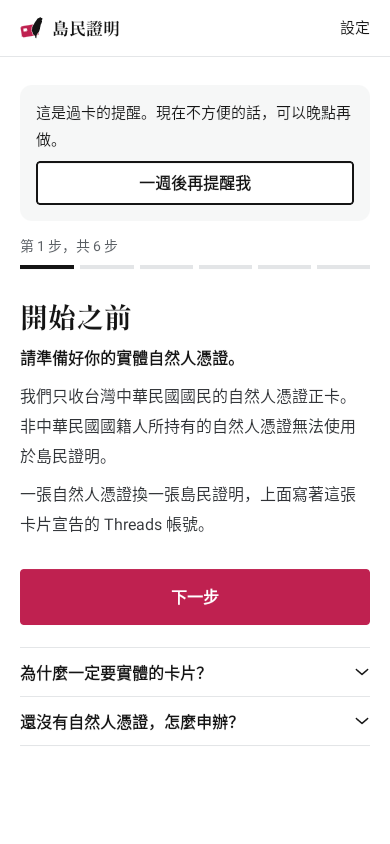 島民證明
設定
這是過卡的提醒。現在不方便的話，可以晚點再
做。
一週後再提醒我
第 1 步，共 6 步
開始之前
請準備好你的實體自然人憑證。
我們只收台灣中華民國國民的自然人憑證正卡。
非中華民國國籍人所持有的自然人憑證無法使用
於島民證明。
一張自然人憑證換一張島民證明，上面寫著這張
卡片宣告的 Threads 帳號。
下一步
為什麼一定要實體的卡片？
還沒有自然人憑證，怎麼申辦？